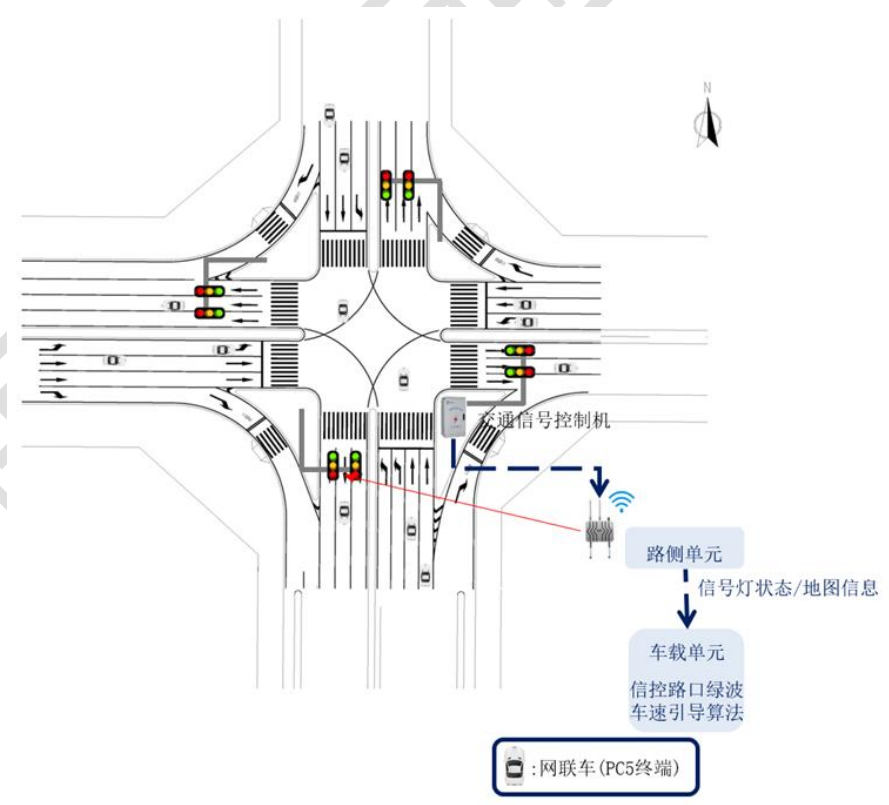 N
交通信号控制机
路侧单元
信号灯状态/地图信息
车载单元
信控路口绿波
车速引导算法
:网联车(PC5终端)